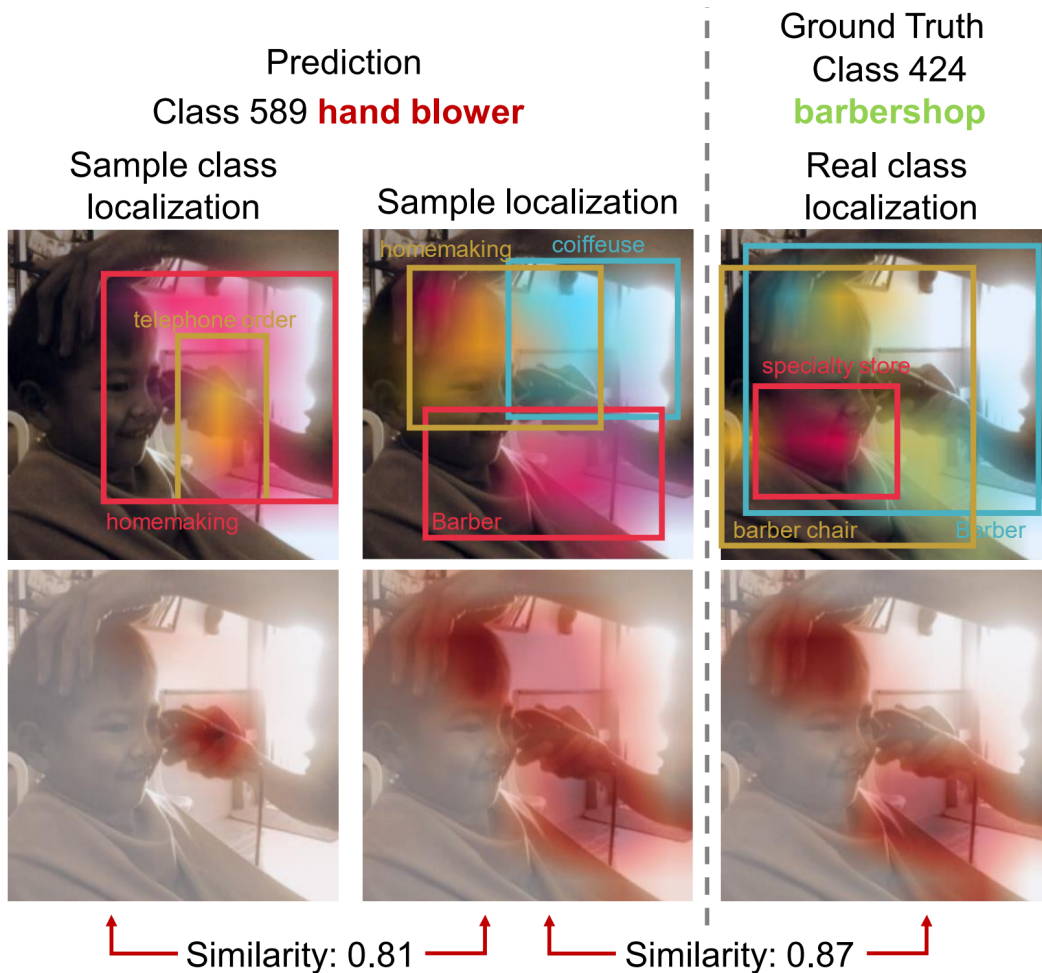 Prediction
Class 589 hand blower
Ground Truth
Class 424
barbershop
Sample class
localization
Sample localization
Real class
localization
telephone order
homemaking
homemaking
coiffeuse
Barber
specialty store
barber chair
Barber
Similarity: 0.81
Similarity: 0.87